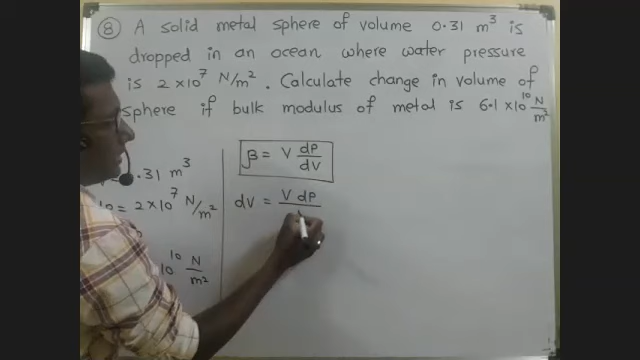 ⑧ A solid metal sphere of volume 0.31 m³ is
dropped in an ocean where water pressure
is 2 × 10⁷ N/m². Calculate change in volume of
sphere if bulk modulus of metal is 6.1 × 10¹⁰ N/m²
.31 m³
= 2 × 10⁷ N/m²
10¹⁰ N/m²
β = V dP/dV
dV = V dP